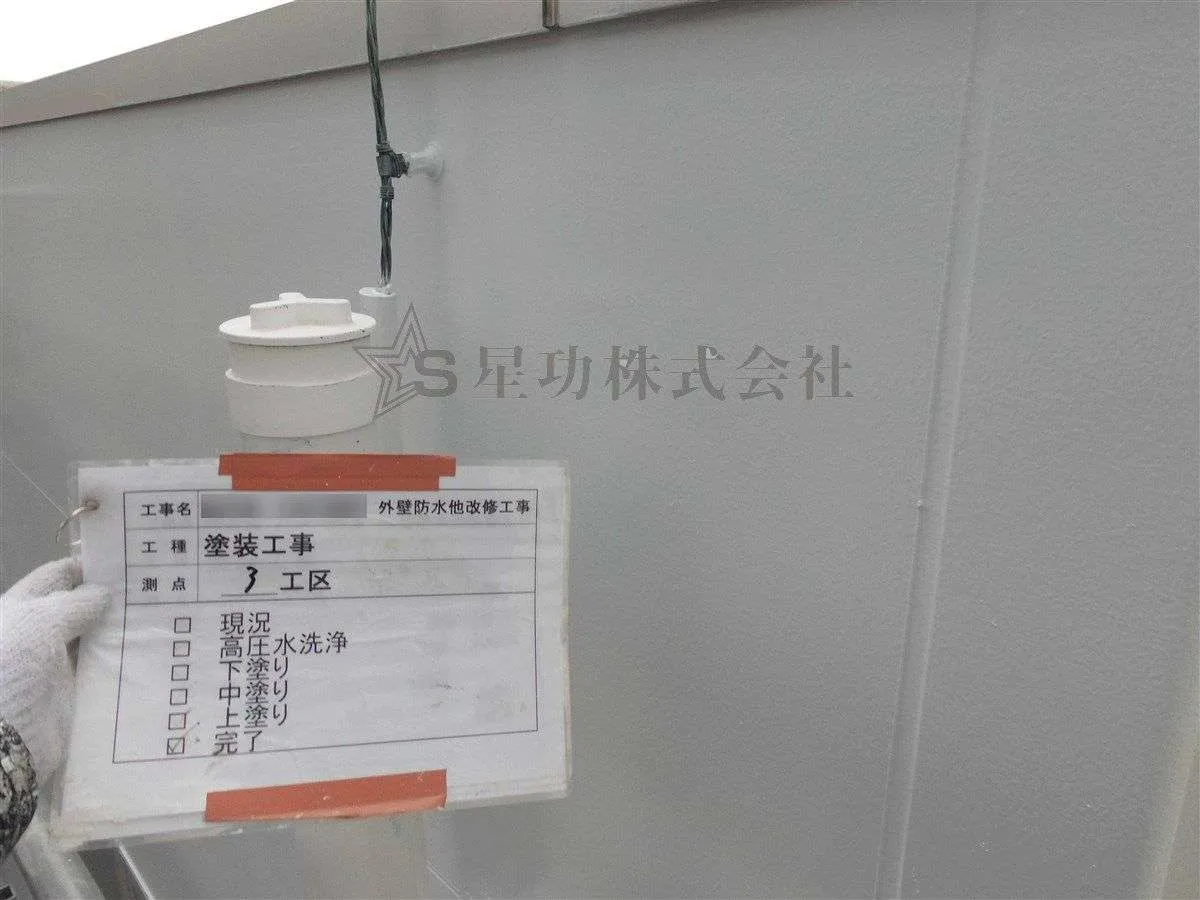 S 星功株式会社
工事名 外壁防水他改修工事
工種 塗装工事
測点 3 工区
□ 現況
□ 高圧水洗浄
□ 下塗り
□ 中塗り
□ 上塗り
☑ 完了